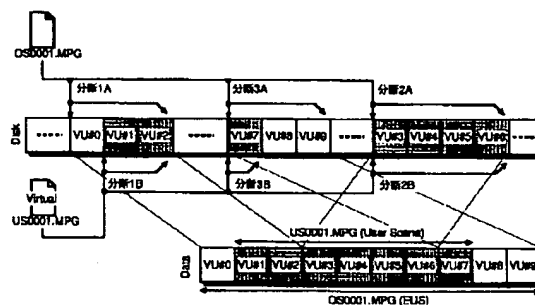 OS0001.MPG
分断1A 分断3A 分断2A
Disk
VU#0 VU#1 VU#2 VU#7 VU#8 VU#9 VU#3 VU#4 VU#5 VU#6
分断1B 分断3B 分断2B
Virtual
US0001.MPG
US0001.MPG (User Scene)
Data
VU#0 VU#1 VU#2 VU#3 VU#4 VU#5 VU#6 VU#7 VU#8 VU#9
OS0001.MPG (EUS)